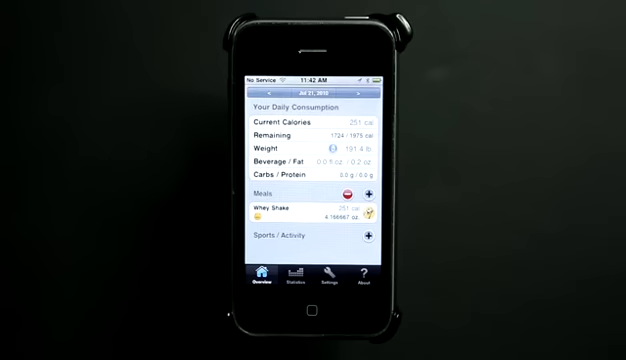 No Service 11:42 AM
< Jul 21, 2010 >
Your Daily Consumption
Current Calories 251 cal
Remaining 1724 / 1975 cal
Weight 191.4 lb
Beverage / Fat 0.0 fl oz. / 0.2 oz
Carbs / Protein 0.0 g / 0.0 g
Meals
Whey Shake 251 cal
4.166667 oz.
Sports / Activity
Overview Statistics Settings About